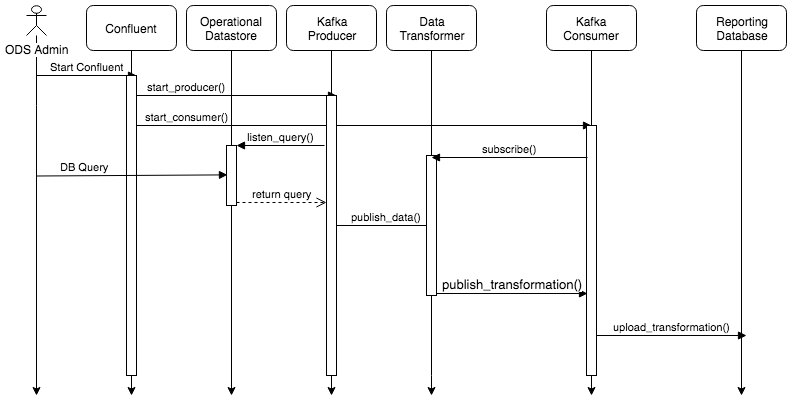 ODS Admin
Confluent
Operational
Datastore
Kafka
Producer
Data
Transformer
Kafka
Consumer
Reporting
Database
Start Confluent
start_producer()
start_consumer()
listen_query()
subscribe()
DB Query
return query
publish_data()
publish_transformation()
upload_transformation()